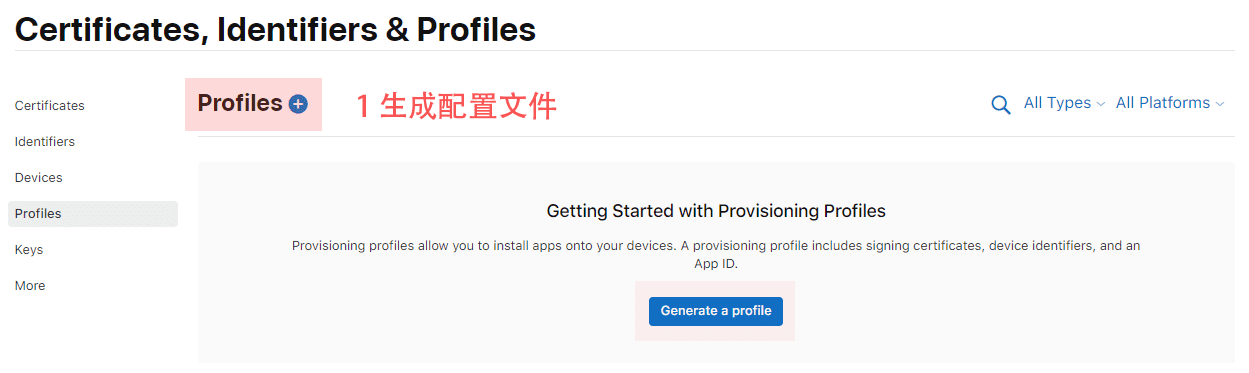 Certificates, Identifiers & Profiles
Certificates
Identifiers
Devices
Profiles
Keys
More
Profiles
1 生成配置文件
All Types
All Platforms
Getting Started with Provisioning Profiles
Provisioning profiles allow you to install apps onto your devices. A provisioning profile includes signing certificates, device identifiers, and an
App ID.
Generate a profile